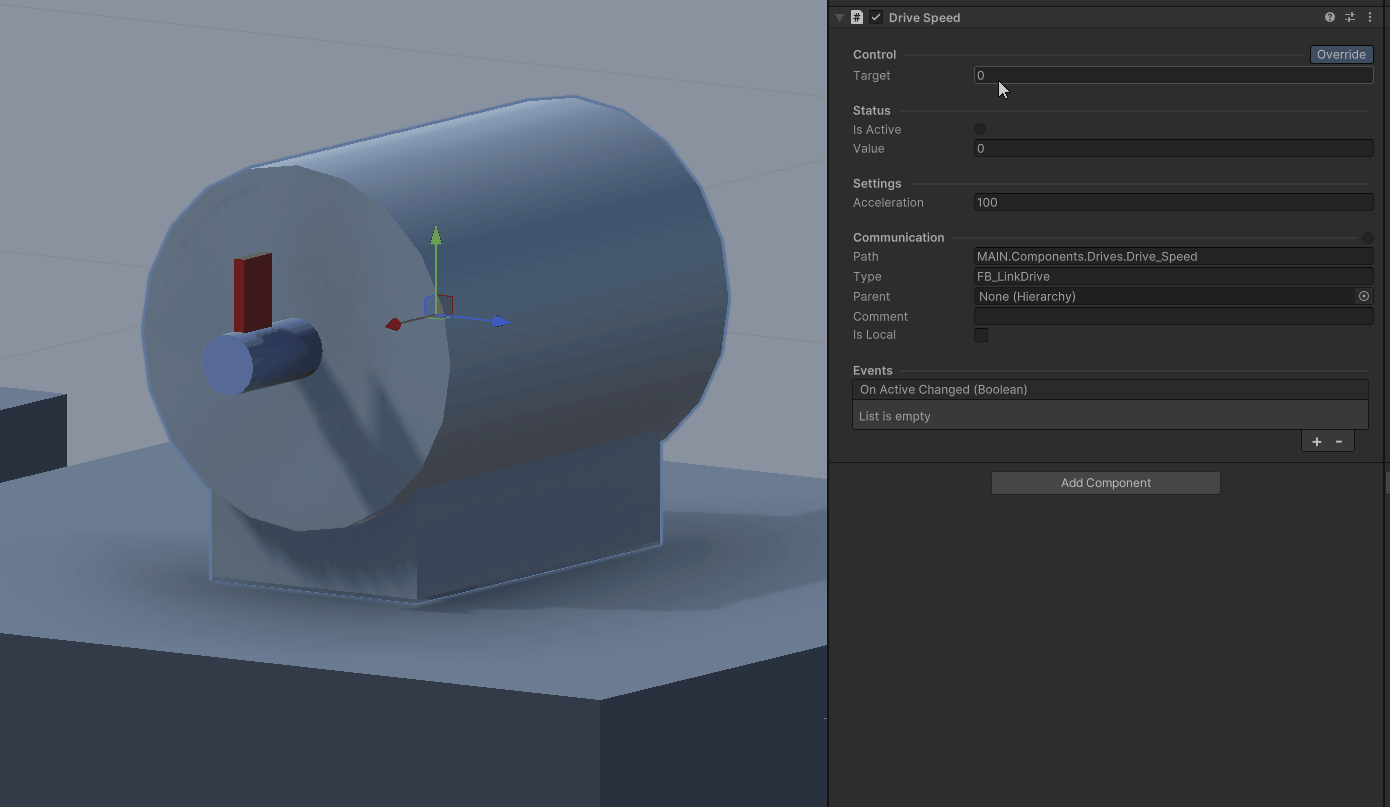 # Drive Speed
Control Override
Target 0
Status
Is Active
Value 0
Settings
Acceleration 100
Communication
Path MAIN.Components.Drives.Drive_Speed
Type FB_LinkDrive
Parent None (Hierarchy)
Comment
Is Local
Events
On Active Changed (Boolean)
List is empty
+ -
Add Component